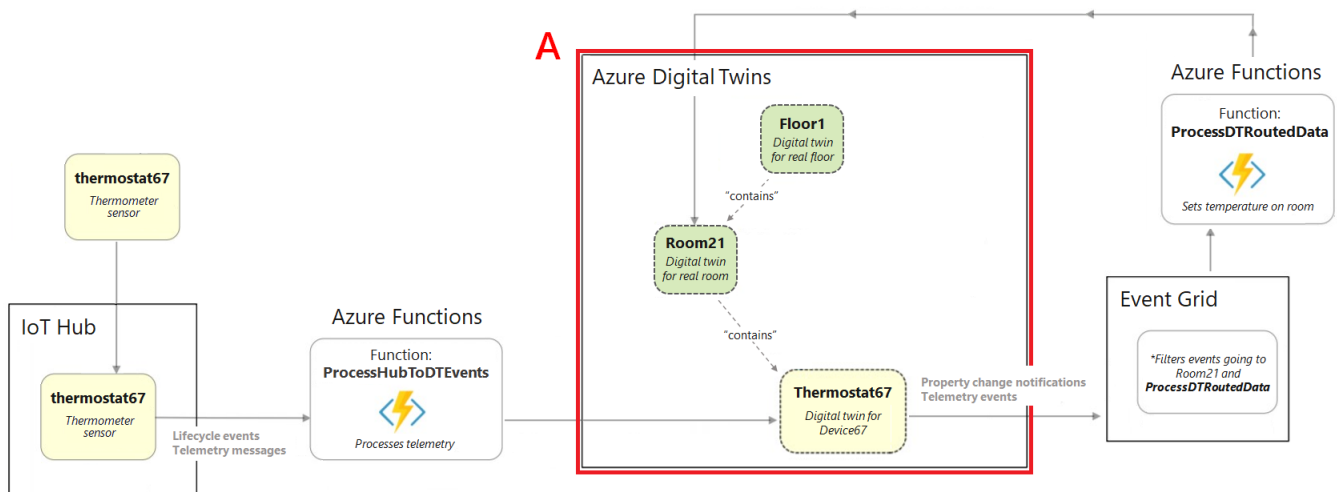 A
Azure Digital Twins
Floor1
Digital twin
for real floor
"contains"
Room21
Digital twin
for real room
"contains"
Thermostat67
Digital twin for
Device67
thermostat67
Thermometer
sensor
IoT Hub
thermostat67
Thermometer
sensor
Lifecycle events
Telemetry messages
Azure Functions
Function:
ProcessHubToDTEvents
Processes telemetry
Property change notifications
Telemetry events
Event Grid
*Filters events going to
Room21 and
ProcessDTRoutedData
Azure Functions
Function:
ProcessDTRoutedData
Sets temperature on room